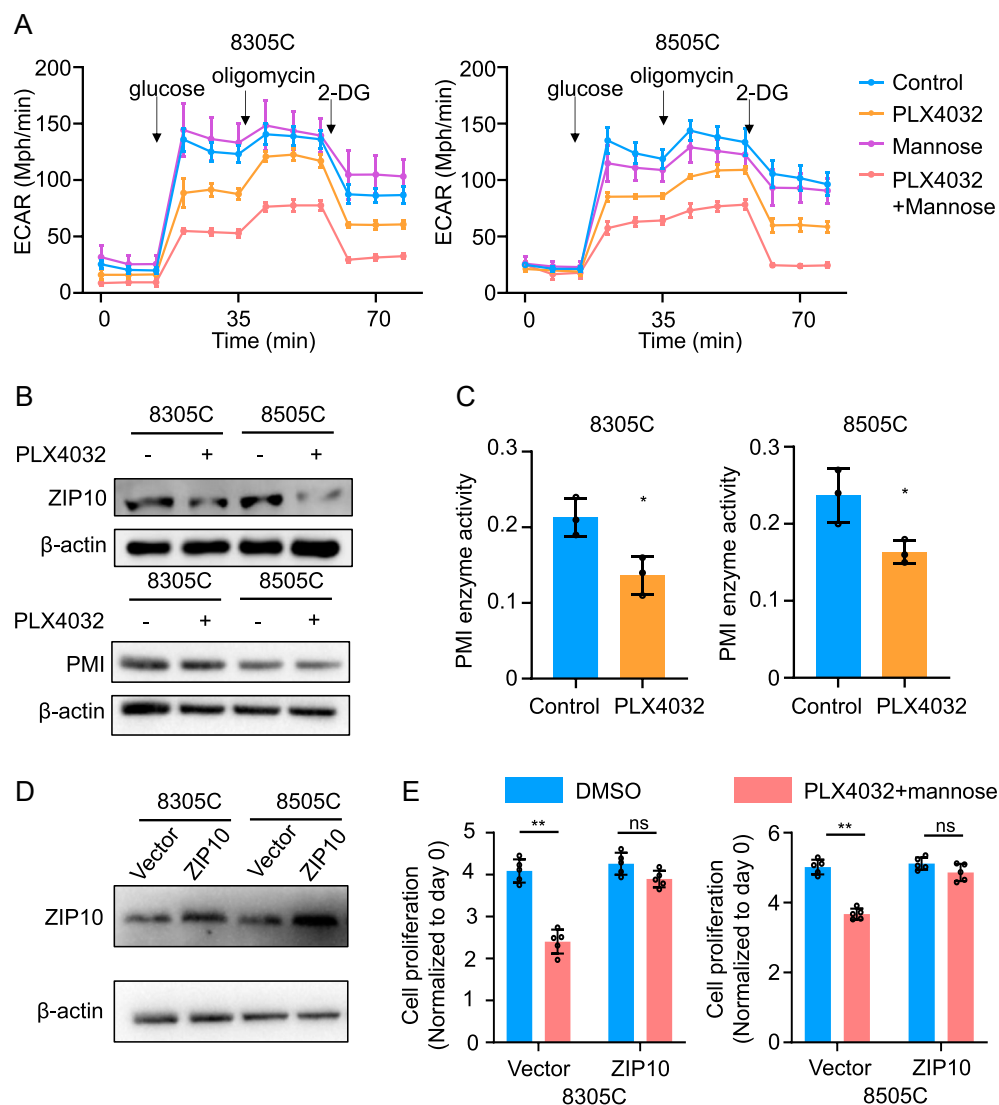 A
8305C
8505C
200
150
100
50
0
ECAR (Mph/min)
glucose
oligomycin
2-DG
0
35
70
Time (min)
200
150
100
50
0
ECAR (Mph/min)
glucose
oligomycin
2-DG
0
35
70
Time (min)
Control
PLX4032
Mannose
PLX4032
+Mannose
B
8305C 8505C
PLX4032 - + - +
ZIP10
β-actin
8305C 8505C
PLX4032 - + - +
PMI
β-actin
C
8305C
0.3
0.2
0.1
0
PMI enzyme activity
*
Control PLX4032
8505C
0.3
0.2
0.1
0
PMI enzyme activity
*
Control PLX4032
D
8305C 8505C
Vector ZIP10 Vector ZIP10
ZIP10
β-actin
E
DMSO
PLX4032+mannose
5
4
3
2
1
0
Cell proliferation
(Normalized to day 0)
** ns
Vector ZIP10
8305C
6
4
2
0
Cell proliferation
(Normalized to day 0)
** ns
Vector ZIP10
8505C